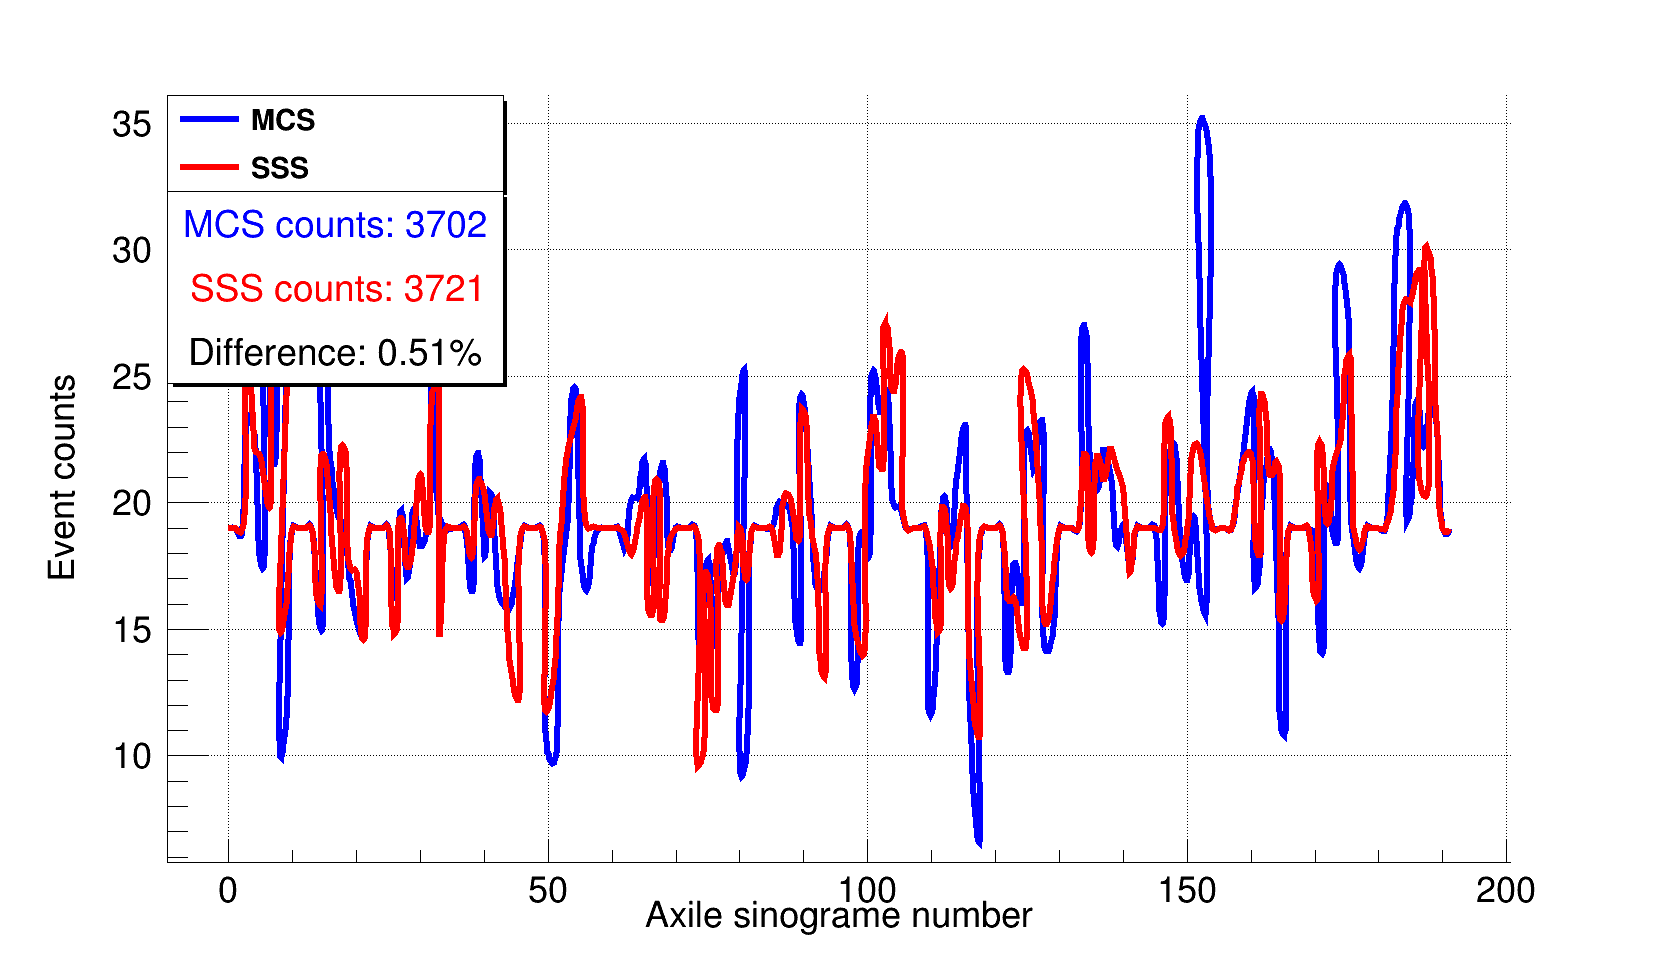 MCS
SSS
MCS counts: 3702
SSS counts: 3721
Difference: 0.51%
Event counts
35
30
25
20
15
10
0 50 100 150 200
Axile sinograme number